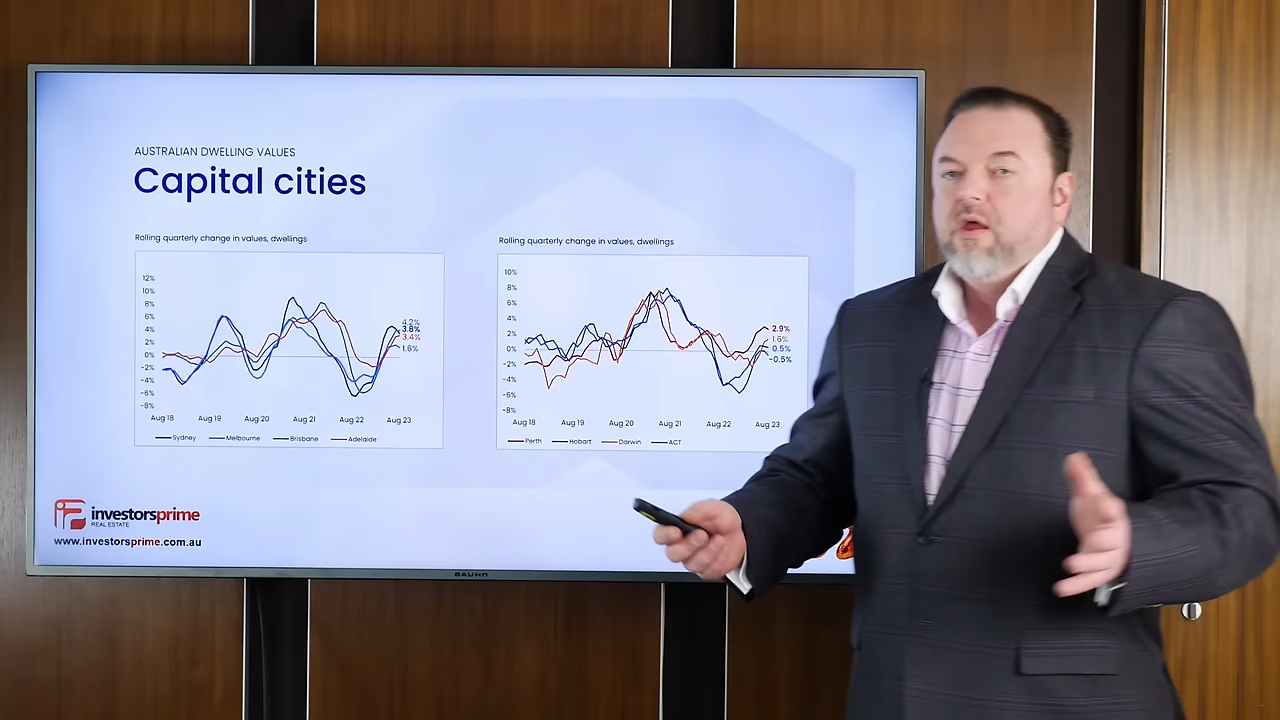 AUSTRALIAN DWELLING VALUES
Capital cities
Rolling quarterly change in values, dwellings
12%
10%
8%
6%
4%
2%
0%
-2%
-4%
-6%
-8%
4.2%
3.8%
3.4%
1.6%
Aug 18 Aug 19 Aug 20 Aug 21 Aug 22 Aug 23
Sydney Melbourne Brisbane Adelaide
Rolling quarterly change in values, dwellings
10%
8%
6%
4%
2%
0%
-2%
-4%
-6%
-8%
2.9%
1.6%
0.5%
-0.5%
Aug 18 Aug 19 Aug 20 Aug 21 Aug 22 Aug 23
Perth Hobart Darwin ACT
investorsprime
REAL ESTATE
www.investorsprime.com.au
BAUHN